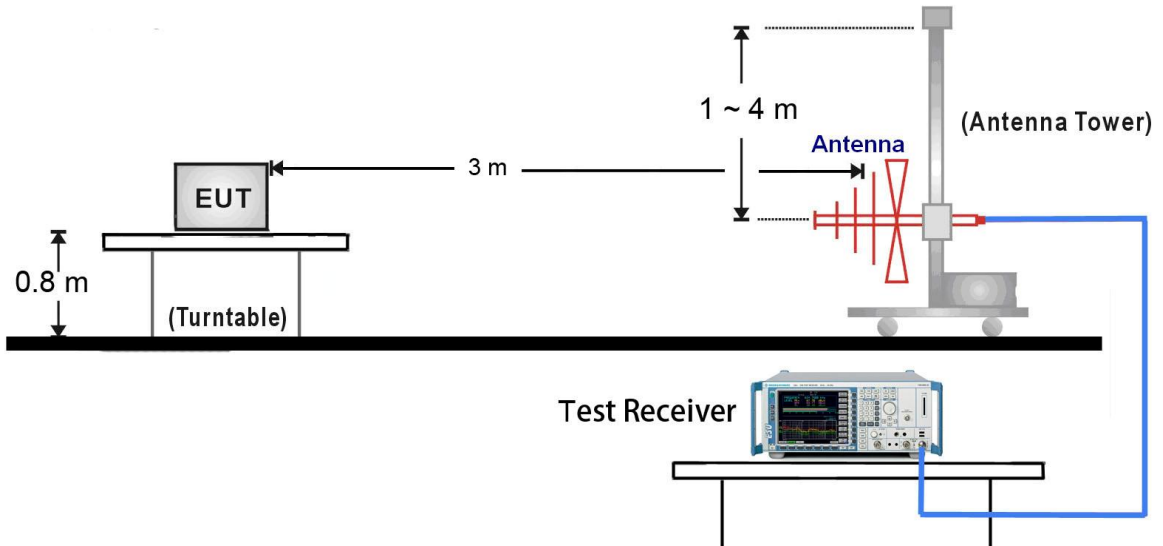 1 ~ 4 m
(Antenna Tower)
Antenna
3 m
EUT
0.8 m
(Turntable)
Test Receiver